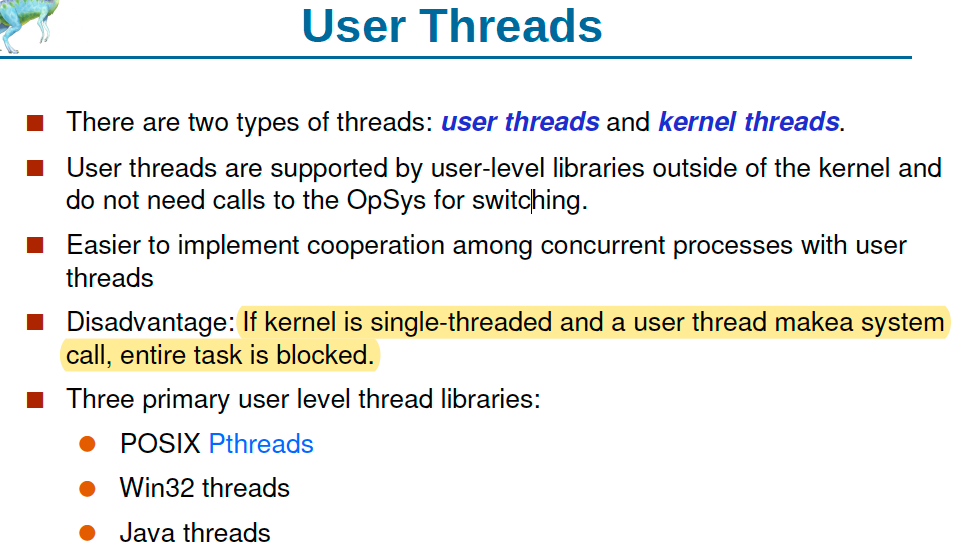 User Threads
There are two types of threads: user threads and kernel threads.
User threads are supported by user-level libraries outside of the kernel and
do not need calls to the OpSys for switching.
Easier to implement cooperation among concurrent processes with user
threads
Disadvantage: If kernel is single-threaded and a user thread makea system
call, entire task is blocked.
Three primary user level thread libraries:
POSIX Pthreads
Win32 threads
Java threads